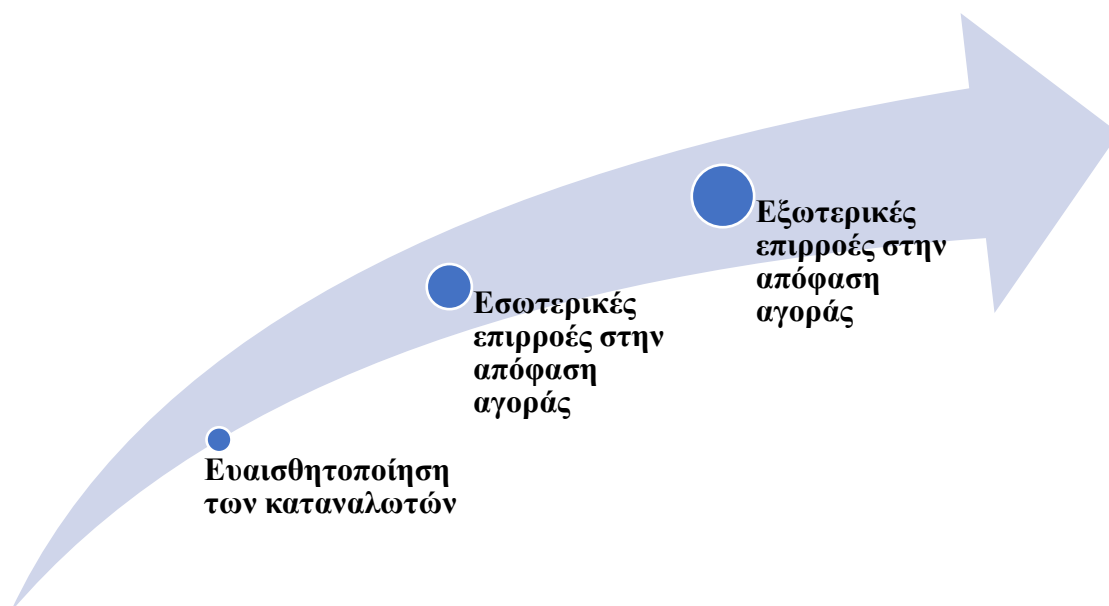 Εξωτερικές
επιρροές στην
απόφαση
αγοράς
Εσωτερικές
επιρροές στην
απόφαση
αγοράς
Ευαισθητοποίηση
των καταναλωτών